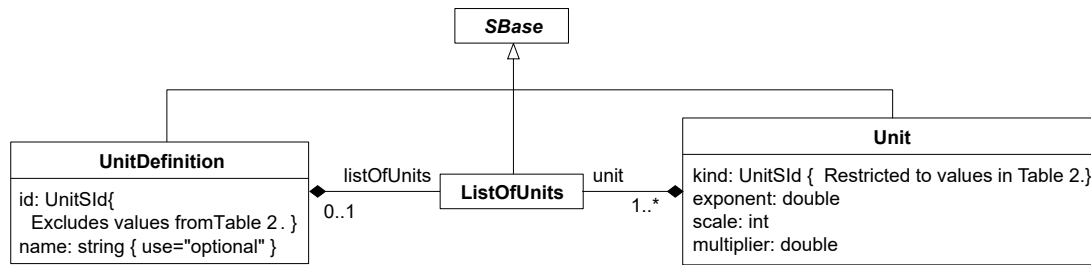 SBase
UnitDefinition
id: UnitSId{
Excludes values fromTable 2. }
name: string { use="optional" }
listOfUnits
0..1
ListOfUnits
unit
1..*
Unit
kind: UnitSId { Restricted to values in Table 2.}
exponent: double
scale: int
multiplier: double